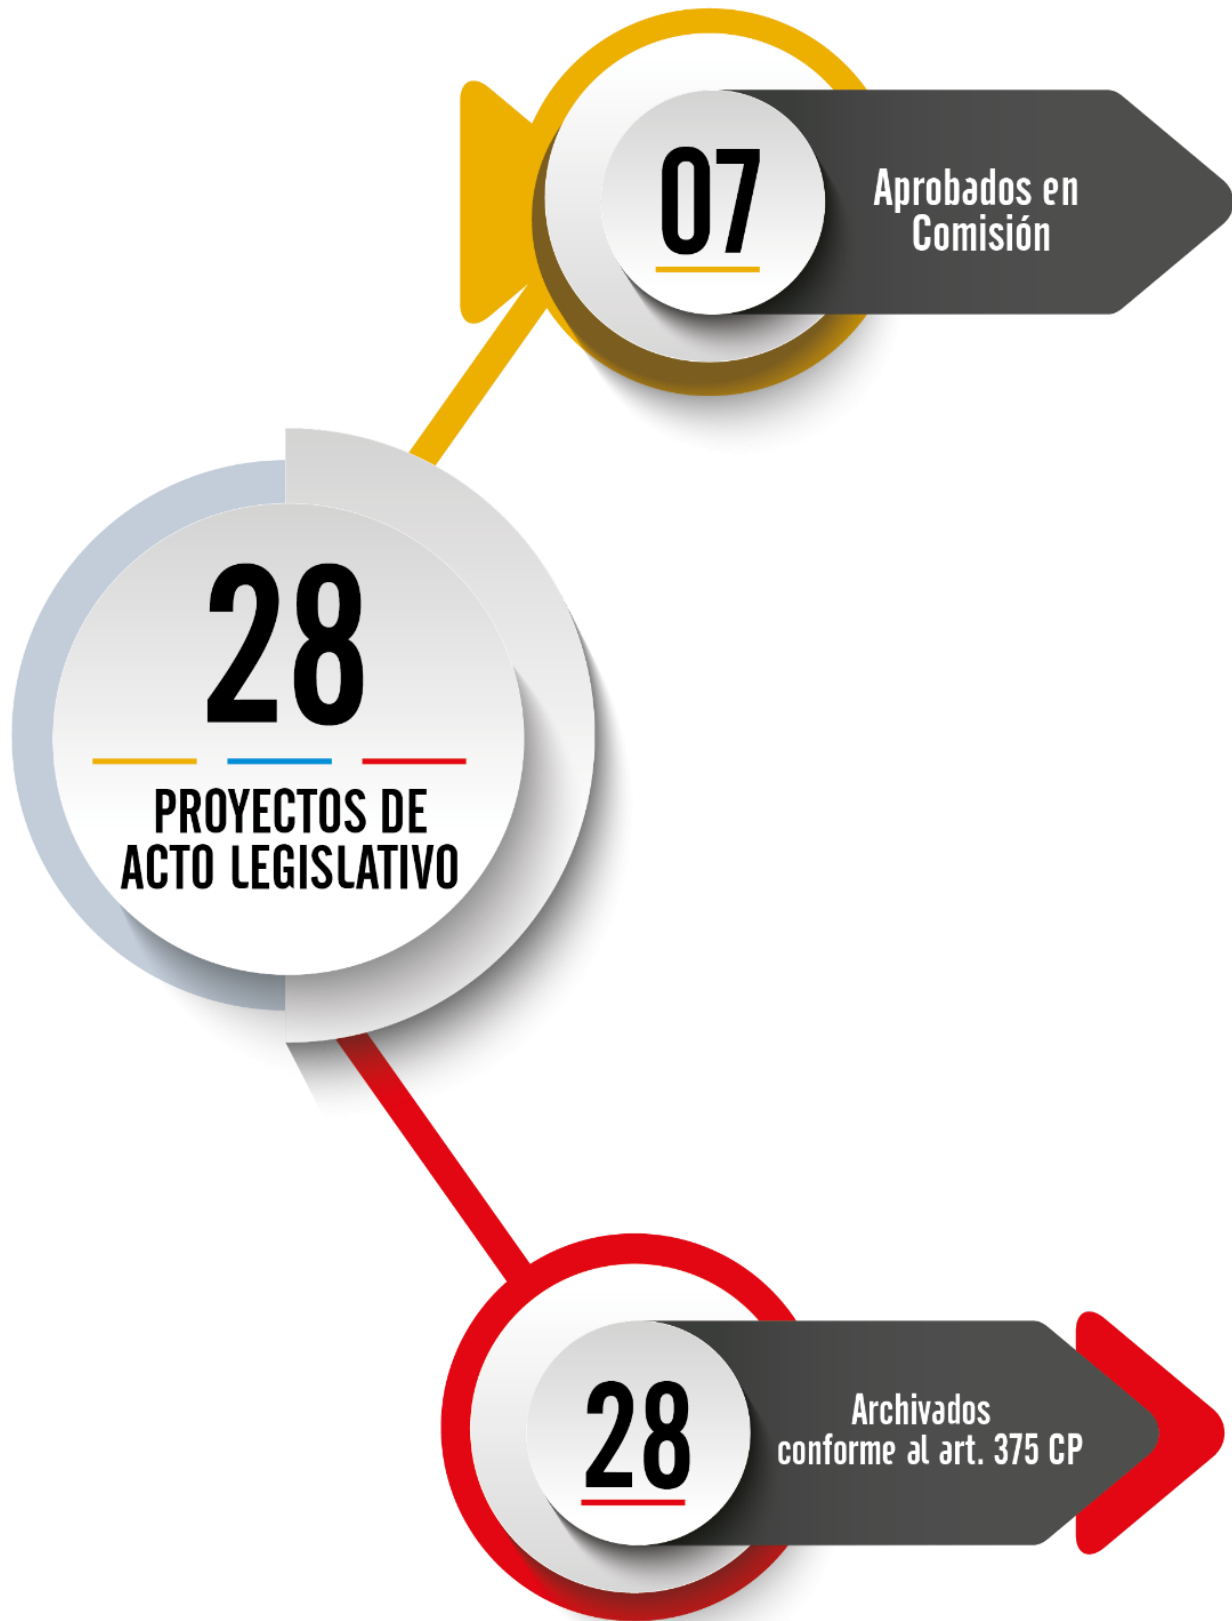 07
Aprobados en
Comisión
28
PROYECTOS DE
ACTO LEGISLATIVO
28
Archivados
conforme al art. 375 CP